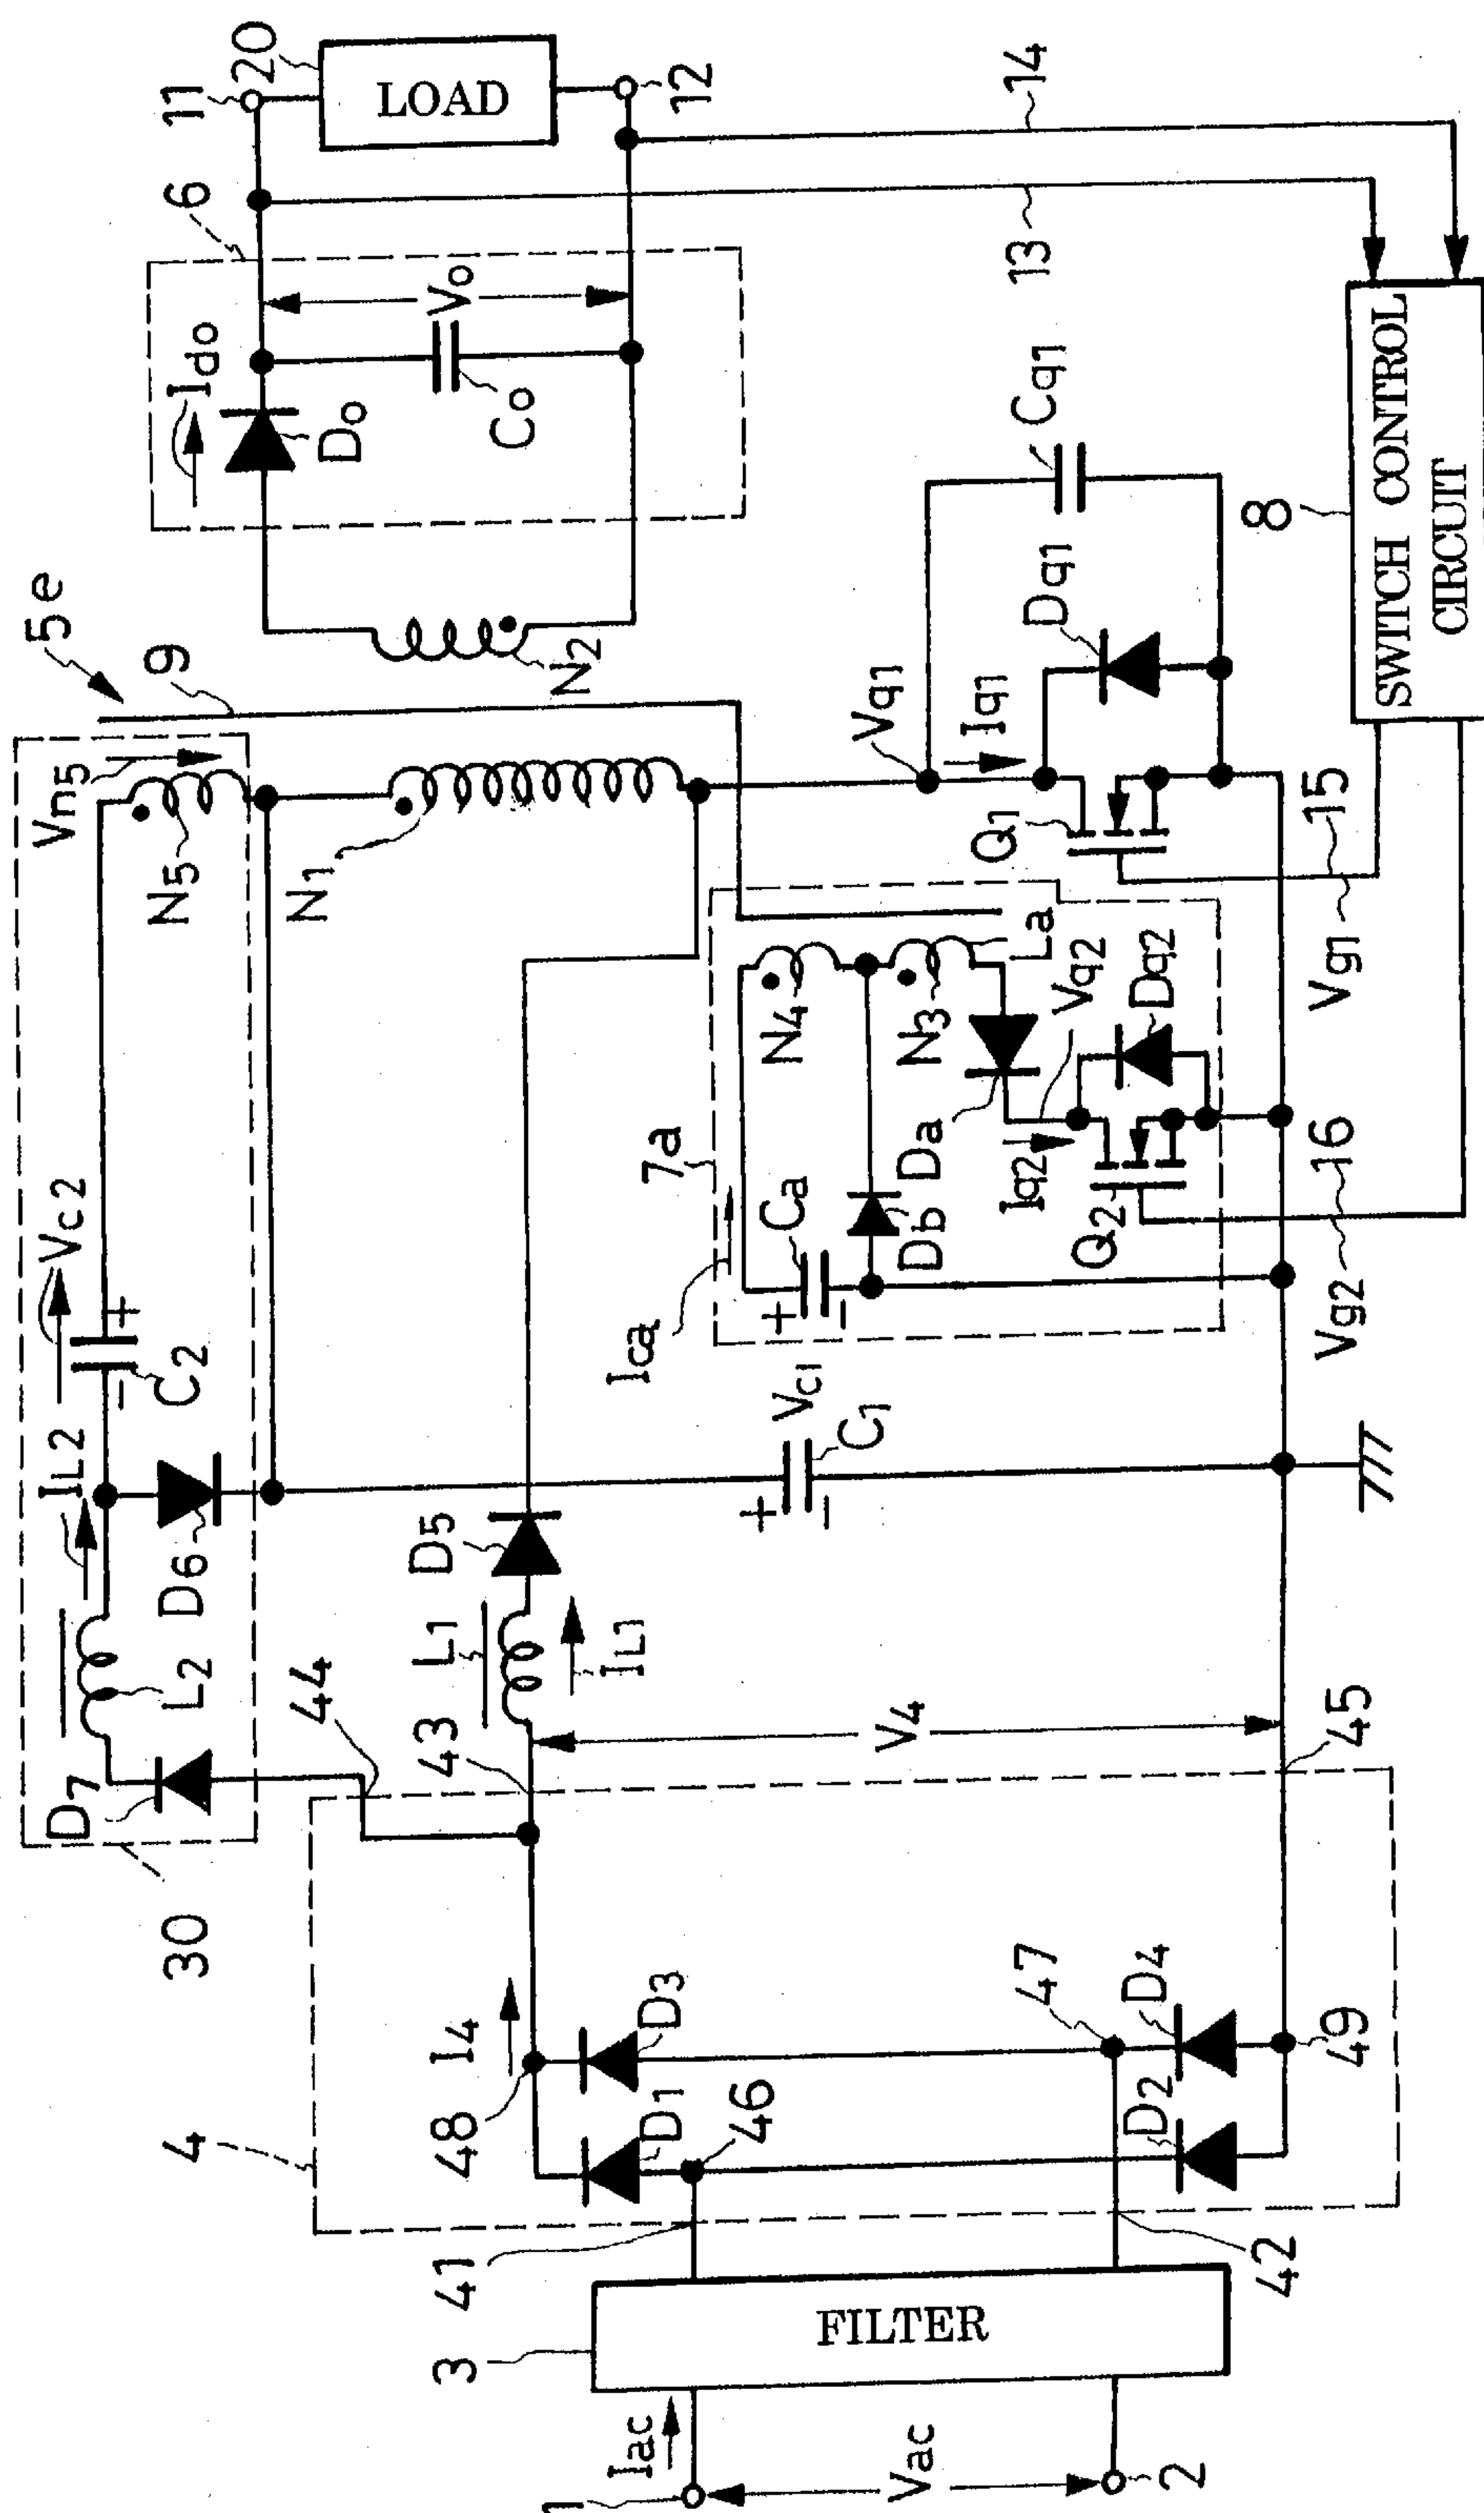 5e
30
D7
L2
IL2
D6
C2
Vc2
Vn5
N5
9
6
Ido
Do
Vo
Co
11
20
LOAD
12
N2
N1
44
43
L1
IL1
D5
4
48
I4
D3
D1
46
47
D4
D2
49
45
V4
Vc1
C1
Ica
7a
Ca
Db
N4
N3
La
Da
Iq2
Vq2
Dq2
Q2
Vg2
16
Vq1
Iq1
Q1
Dq1
Cq1
Vg1
15
13
14
8
SWITCH CONTROL
CIRCUIT
1
Iac
Vac
2
3
FILTER
41
42
+
−
+
−
+
−